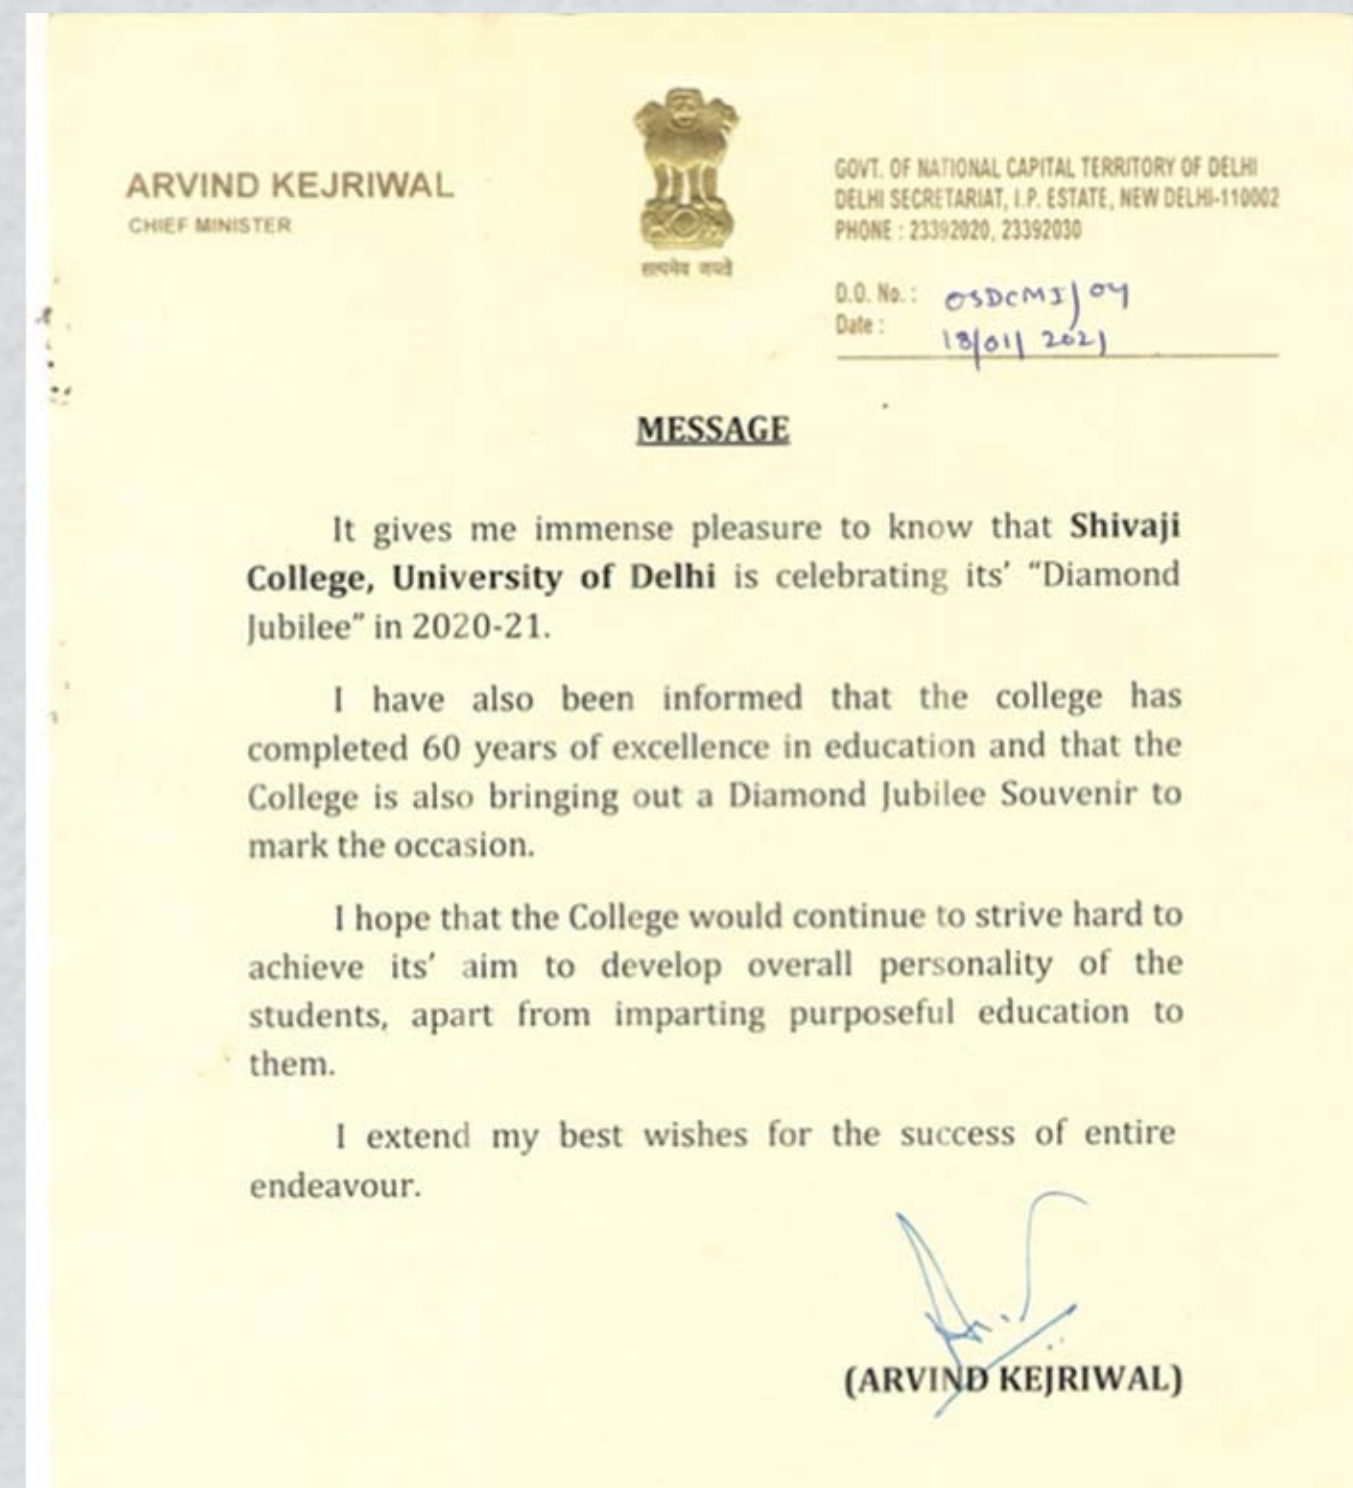 ARVIND KEJRIWAL
CHIEF MINISTER
सत्यमेव जयते
GOVT. OF NATIONAL CAPITAL TERRITORY OF DELHI
DELHI SECRETARIAT, I.P. ESTATE, NEW DELHI-110002
PHONE : 23392020, 23392030
D.O. No. : OSDCMI/04
Date : 18/01/2021
MESSAGE
It gives me immense pleasure to know that Shivaji
College, University of Delhi is celebrating its’ “Diamond
Jubilee” in 2020-21.
I have also been informed that the college has
completed 60 years of excellence in education and that the
College is also bringing out a Diamond Jubilee Souvenir to
mark the occasion.
I hope that the College would continue to strive hard to
achieve its’ aim to develop overall personality of the
students, apart from imparting purposeful education to
them.
I extend my best wishes for the success of entire
endeavour.
(ARVIND KEJRIWAL)